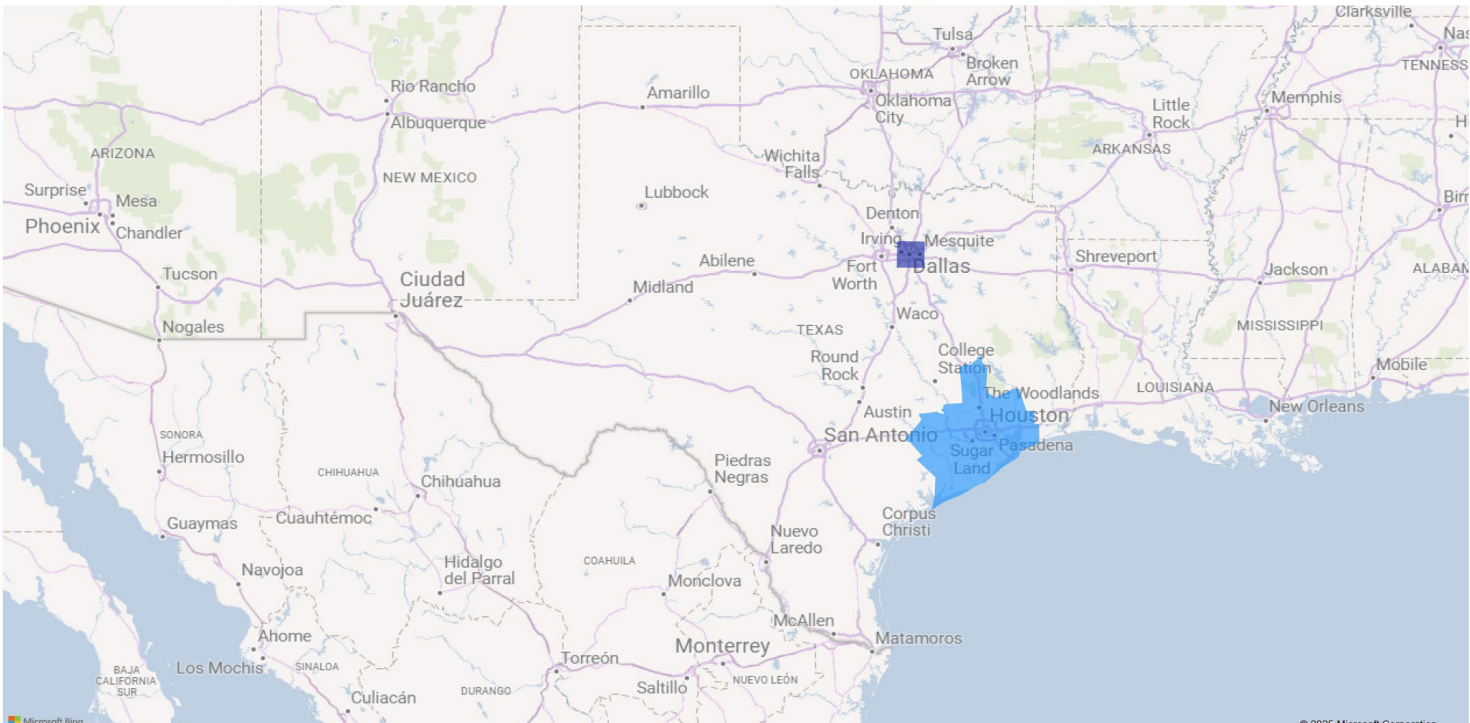 Clarksville
Tulsa
Broken
Arrow
TENNESS
OKLAHOMA
Oklahoma
City
Rio Rancho
Albuquerque
Amarillo
Little
Rock
Memphis
ARKANSAS
ARIZONA
NEW MEXICO
Wichita
Falls
Surprise
Mesa
Phoenix
Chandler
Lubbock
Denton
Irving
Mesquite
Fort
Worth
Dallas
Abilene
Shreveport
Jackson
ALABAM
Tucson
Ciudad
Juárez
Midland
Waco
Nogales
TEXAS
MISSISSIPPI
Round
Rock
College
Station
Mobile
The Woodlands
LOUISIANA
Austin
Houston
New Orleans
San Antonio
Pasadena
SONORA
Sugar
Land
Hermosillo
CHIHUAHUA
Chihuahua
Piedras
Negras
Cuauhtémoc
Guaymas
Corpus
Christi
Nuevo
Laredo
Hidalgo
del Parral
COAHUILA
Navojoa
Monclova
McAllen
Ahome
Matamoros
Monterrey
Los Mochis
SINALOA
Torreón
BAJA
CALIFORNIA
SUR
Saltillo
NUEVO LEÓN
DURANGO
Culiacán
Microsoft Bing
© 2025 Microsoft Corporation